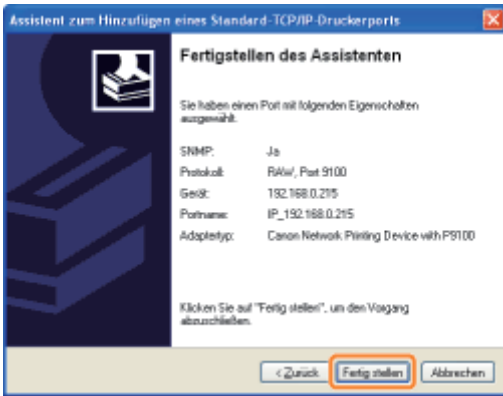 Assistent zum Hinzufügen eines Standard-TCP/IP-Druckerports
Fertigstellen des Assistenten
Sie haben einen Port mit folgenden Eigenschaften
ausgewählt.
SNMP: Ja
Protokoll: RAW, Port 9100
Gerät: 192.168.0.215
Portname: IP_192.168.0.215
Adaptertyp: Canon Network Printing Device with P9100
Klicken Sie auf "Fertig stellen", um den Vorgang
abzuschließen.
< Zurück Fertig stellen Abbrechen